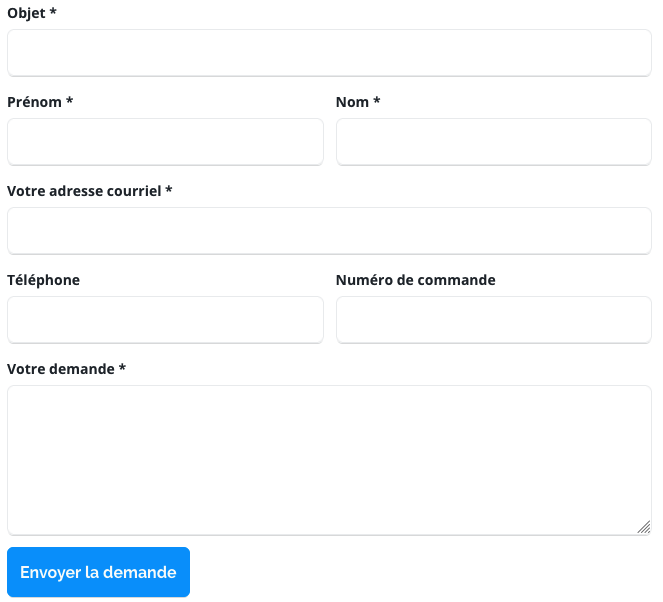 Objet *
Prénom *
Nom *
Votre adresse courriel *
Téléphone
Numéro de commande
Votre demande *
Envoyer la demande